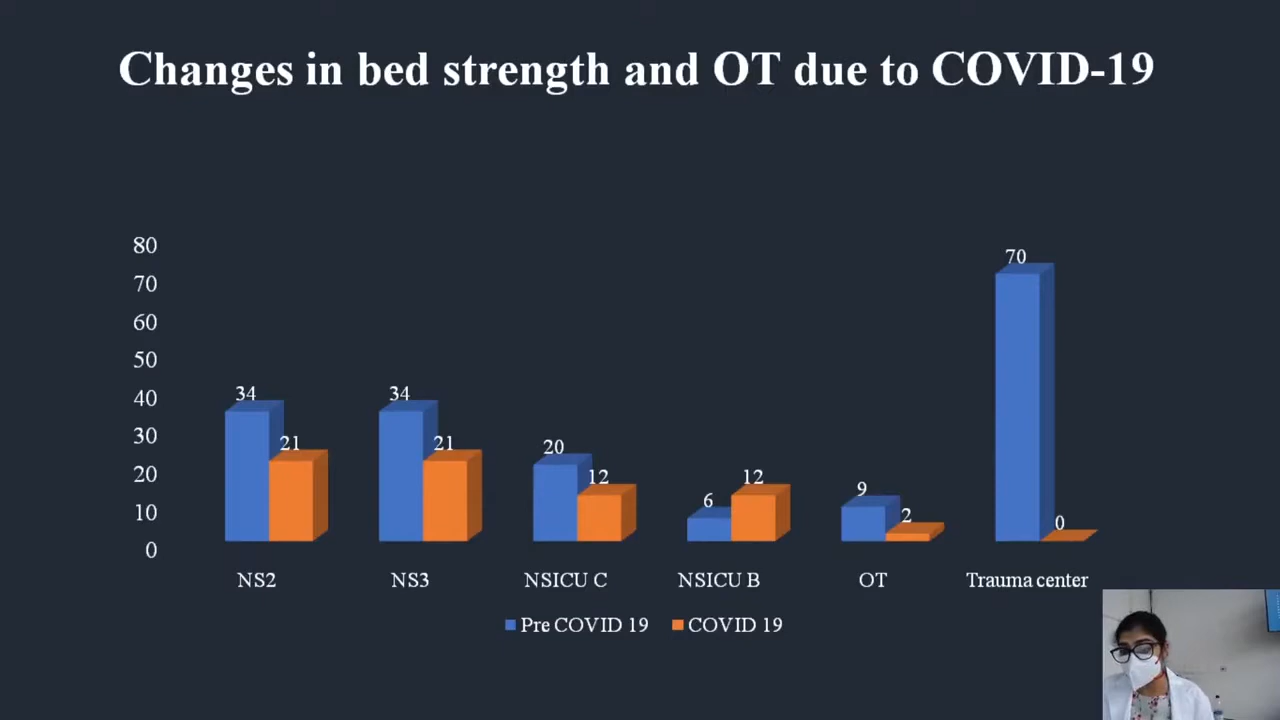 Changes in bed strength and OT due to COVID-19
80
70
60
50
40
30
20
10
0
34
21
34
21
20
12
6
12
9
2
70
0
NS2
NS3
NSICU C
NSICU B
OT
Trauma center
Pre COVID 19
COVID 19